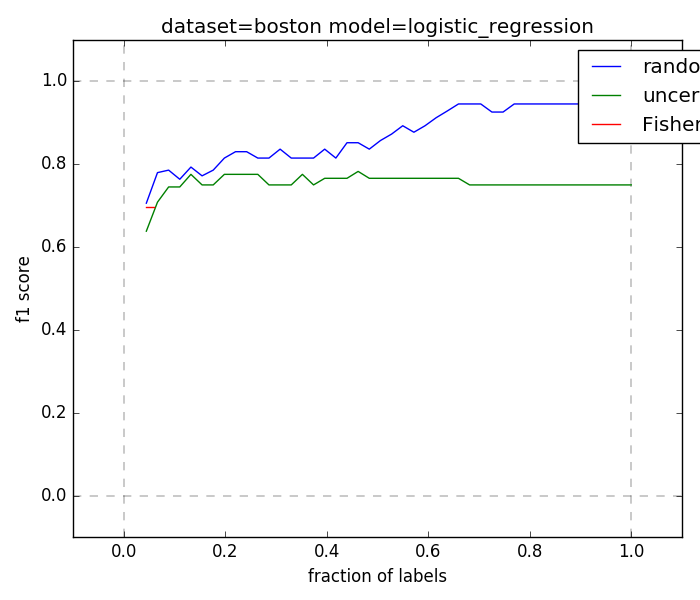 dataset=boston model=logistic_regression
1.0
0.8
0.6
0.4
0.2
0.0
f1 score
0.0 0.2 0.4 0.6 0.8 1.0
fraction of labels
rando
uncer
Fisher